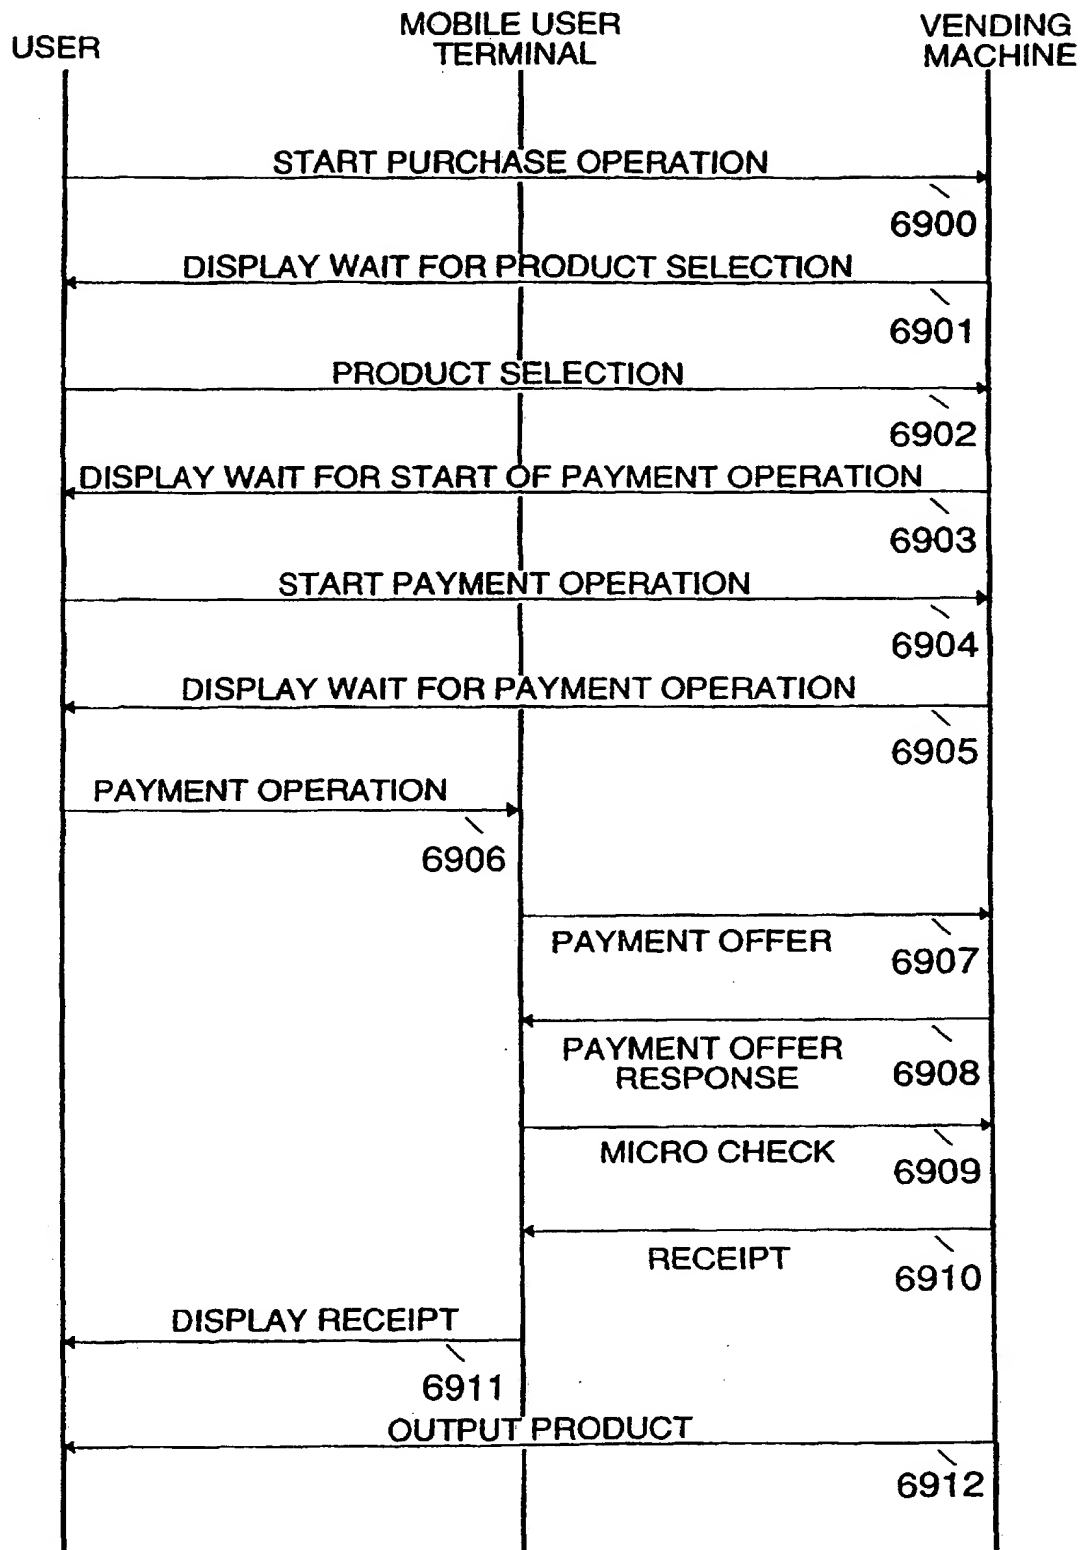 USER
MOBILE USER
TERMINAL
VENDING
MACHINE
START PURCHASE OPERATION
6900
DISPLAY WAIT FOR PRODUCT SELECTION
6901
PRODUCT SELECTION
6902
DISPLAY WAIT FOR START OF PAYMENT OPERATION
6903
START PAYMENT OPERATION
6904
DISPLAY WAIT FOR PAYMENT OPERATION
6905
PAYMENT OPERATION
6906
PAYMENT OFFER
6907
PAYMENT OFFER
RESPONSE
6908
MICRO CHECK
6909
RECEIPT
6910
DISPLAY RECEIPT
6911
OUTPUT PRODUCT
6912